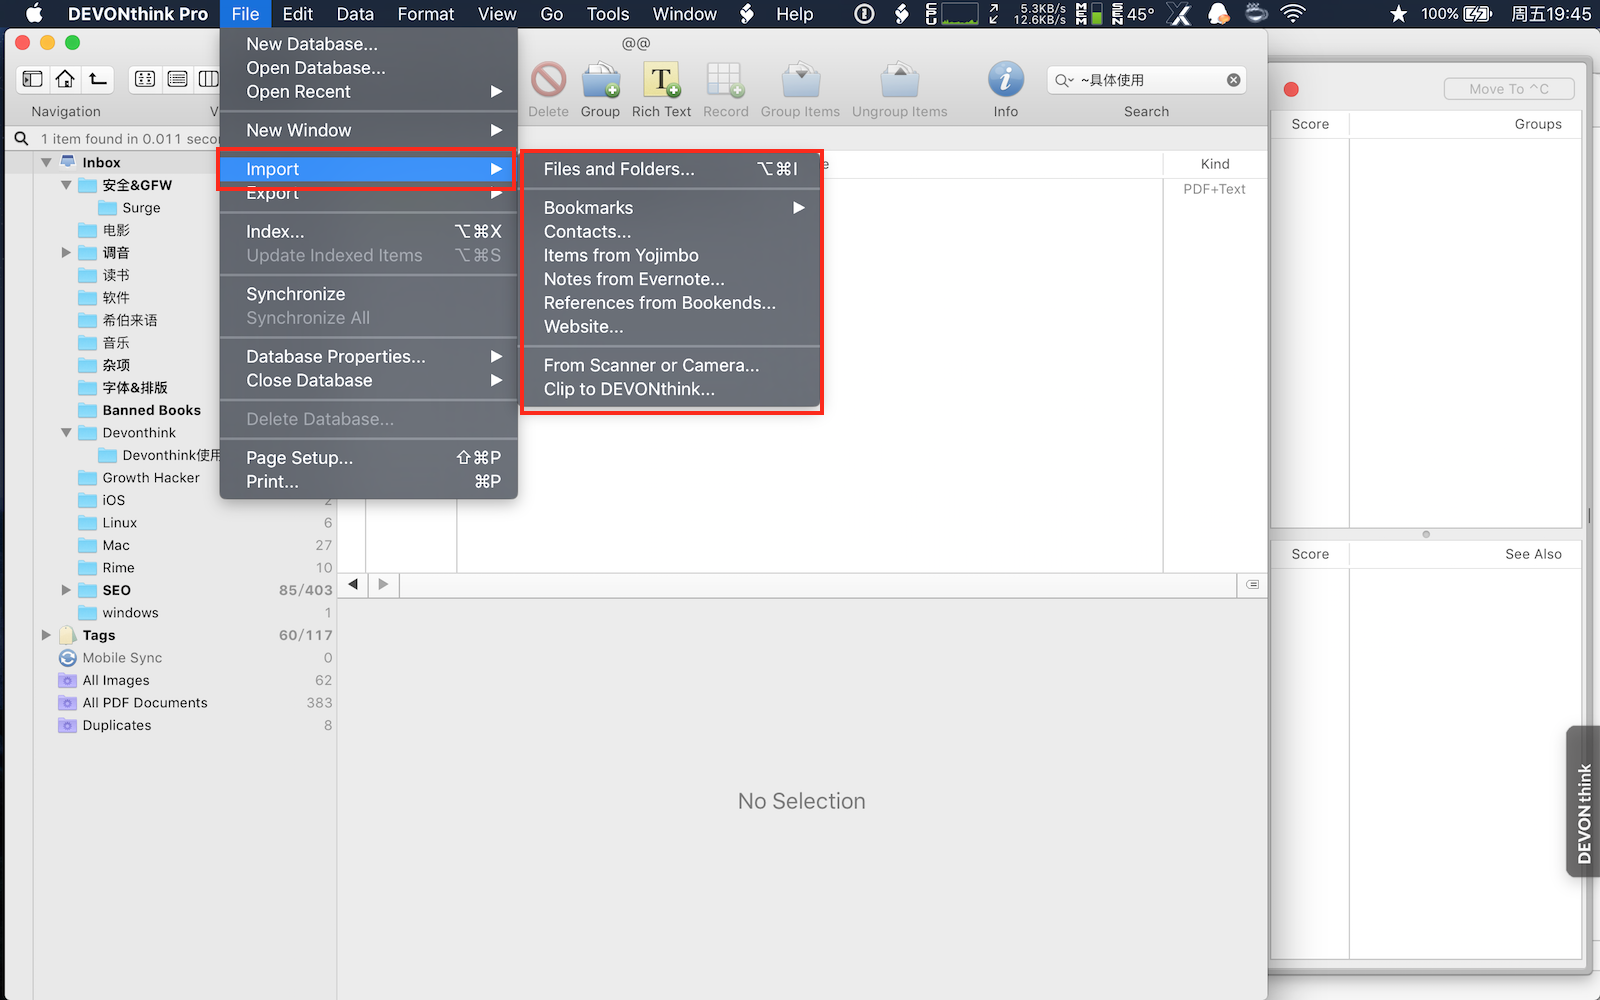 DEVONthink Pro File Edit Data Format View Go Tools Window Help 5.3KB/s 12.6KB/s 45° 100% 周五19:45
@@
Navigation
Delete Group Rich Text Record Group Items Ungroup Items Info Search
~具体使用
1 item found in 0.011 seco
New Database...
Open Database...
Open Recent
New Window
Import
Export
Index... ⌥⌘X
Update Indexed Items ⌥⌘S
Synchronize
Synchronize All
Database Properties...
Close Database
Delete Database...
Page Setup... ⇧⌘P
Print... ⌘P
Files and Folders... ⌥⌘I
Bookmarks
Contacts...
Items from Yojimbo
Notes from Evernote...
References from Bookends...
Website...
From Scanner or Camera...
Clip to DEVONthink...
Inbox
安全&GFW
Surge
电影
调音
读书
软件
希伯来语
音乐
杂项
字体&排版
Banned Books
Devonthink
Devonthink使用
Growth Hacker
iOS 2
Linux 6
Mac 27
Rime 10
SEO 85/403
windows 1
Tags 60/117
Mobile Sync 0
All Images 62
All PDF Documents 383
Duplicates 8
Kind
PDF+Text
No Selection
Move To ^C
Score Groups
Score See Also
DEVONthink